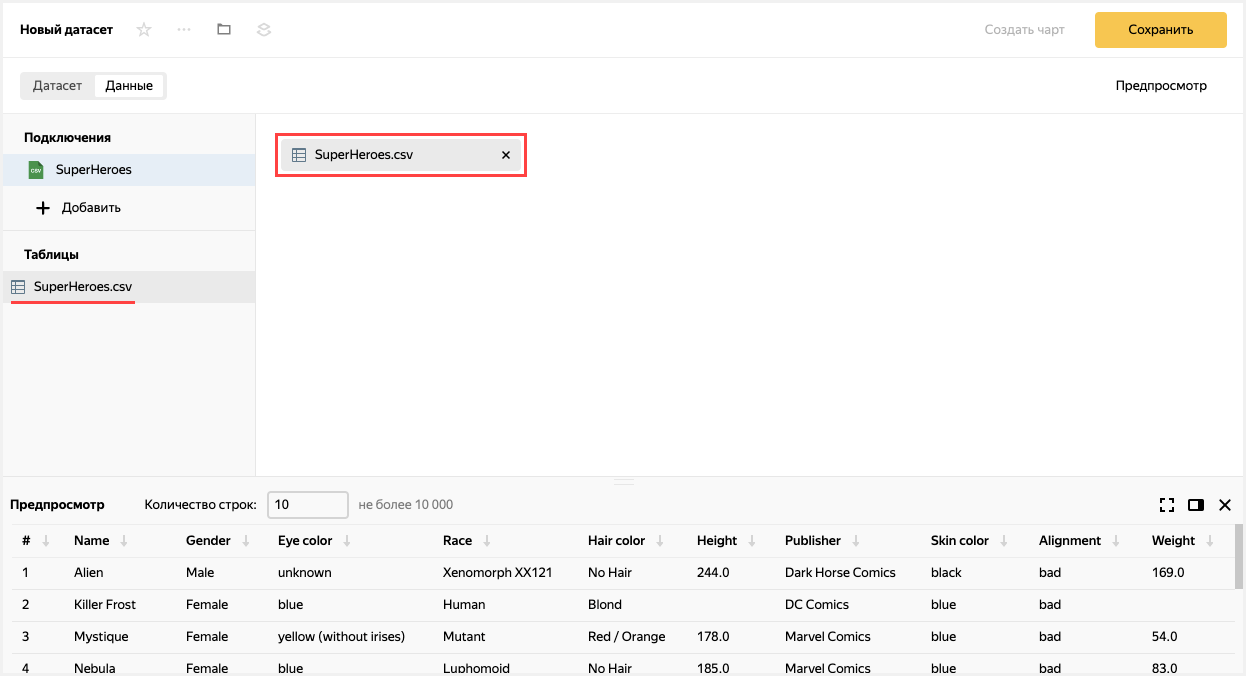 Новый датасет Создать чарт Сохранить
Датасет Данные Предпросмотр
Подключения
CSV SuperHeroes
Добавить
Таблицы
SuperHeroes.csv
SuperHeroes.csv
Предпросмотр Количество строк: 10 не более 10 000
# Name Gender Eye color Race Hair color Height Publisher Skin color Alignment Weight
1 Alien Male unknown Xenomorph XX121 No Hair 244.0 Dark Horse Comics black bad 169.0
2 Killer Frost Female blue Human Blond DC Comics blue bad
3 Mystique Female yellow (without irises) Mutant Red / Orange 178.0 Marvel Comics blue bad 54.0
4 Nebula Female blue Luphomoid No Hair 185.0 Marvel Comics blue bad 83.0